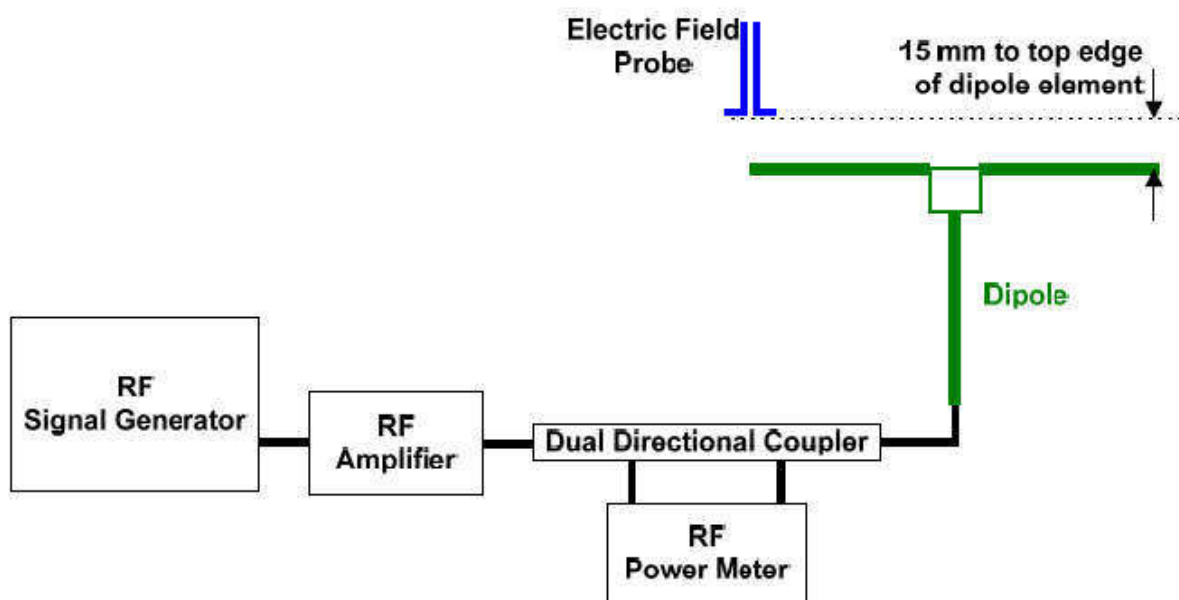 Electric Field
Probe
15 mm to top edge
of dipole element
Dipole
RF
Signal Generator
RF
Amplifier
Dual Directional Coupler
RF
Power Meter